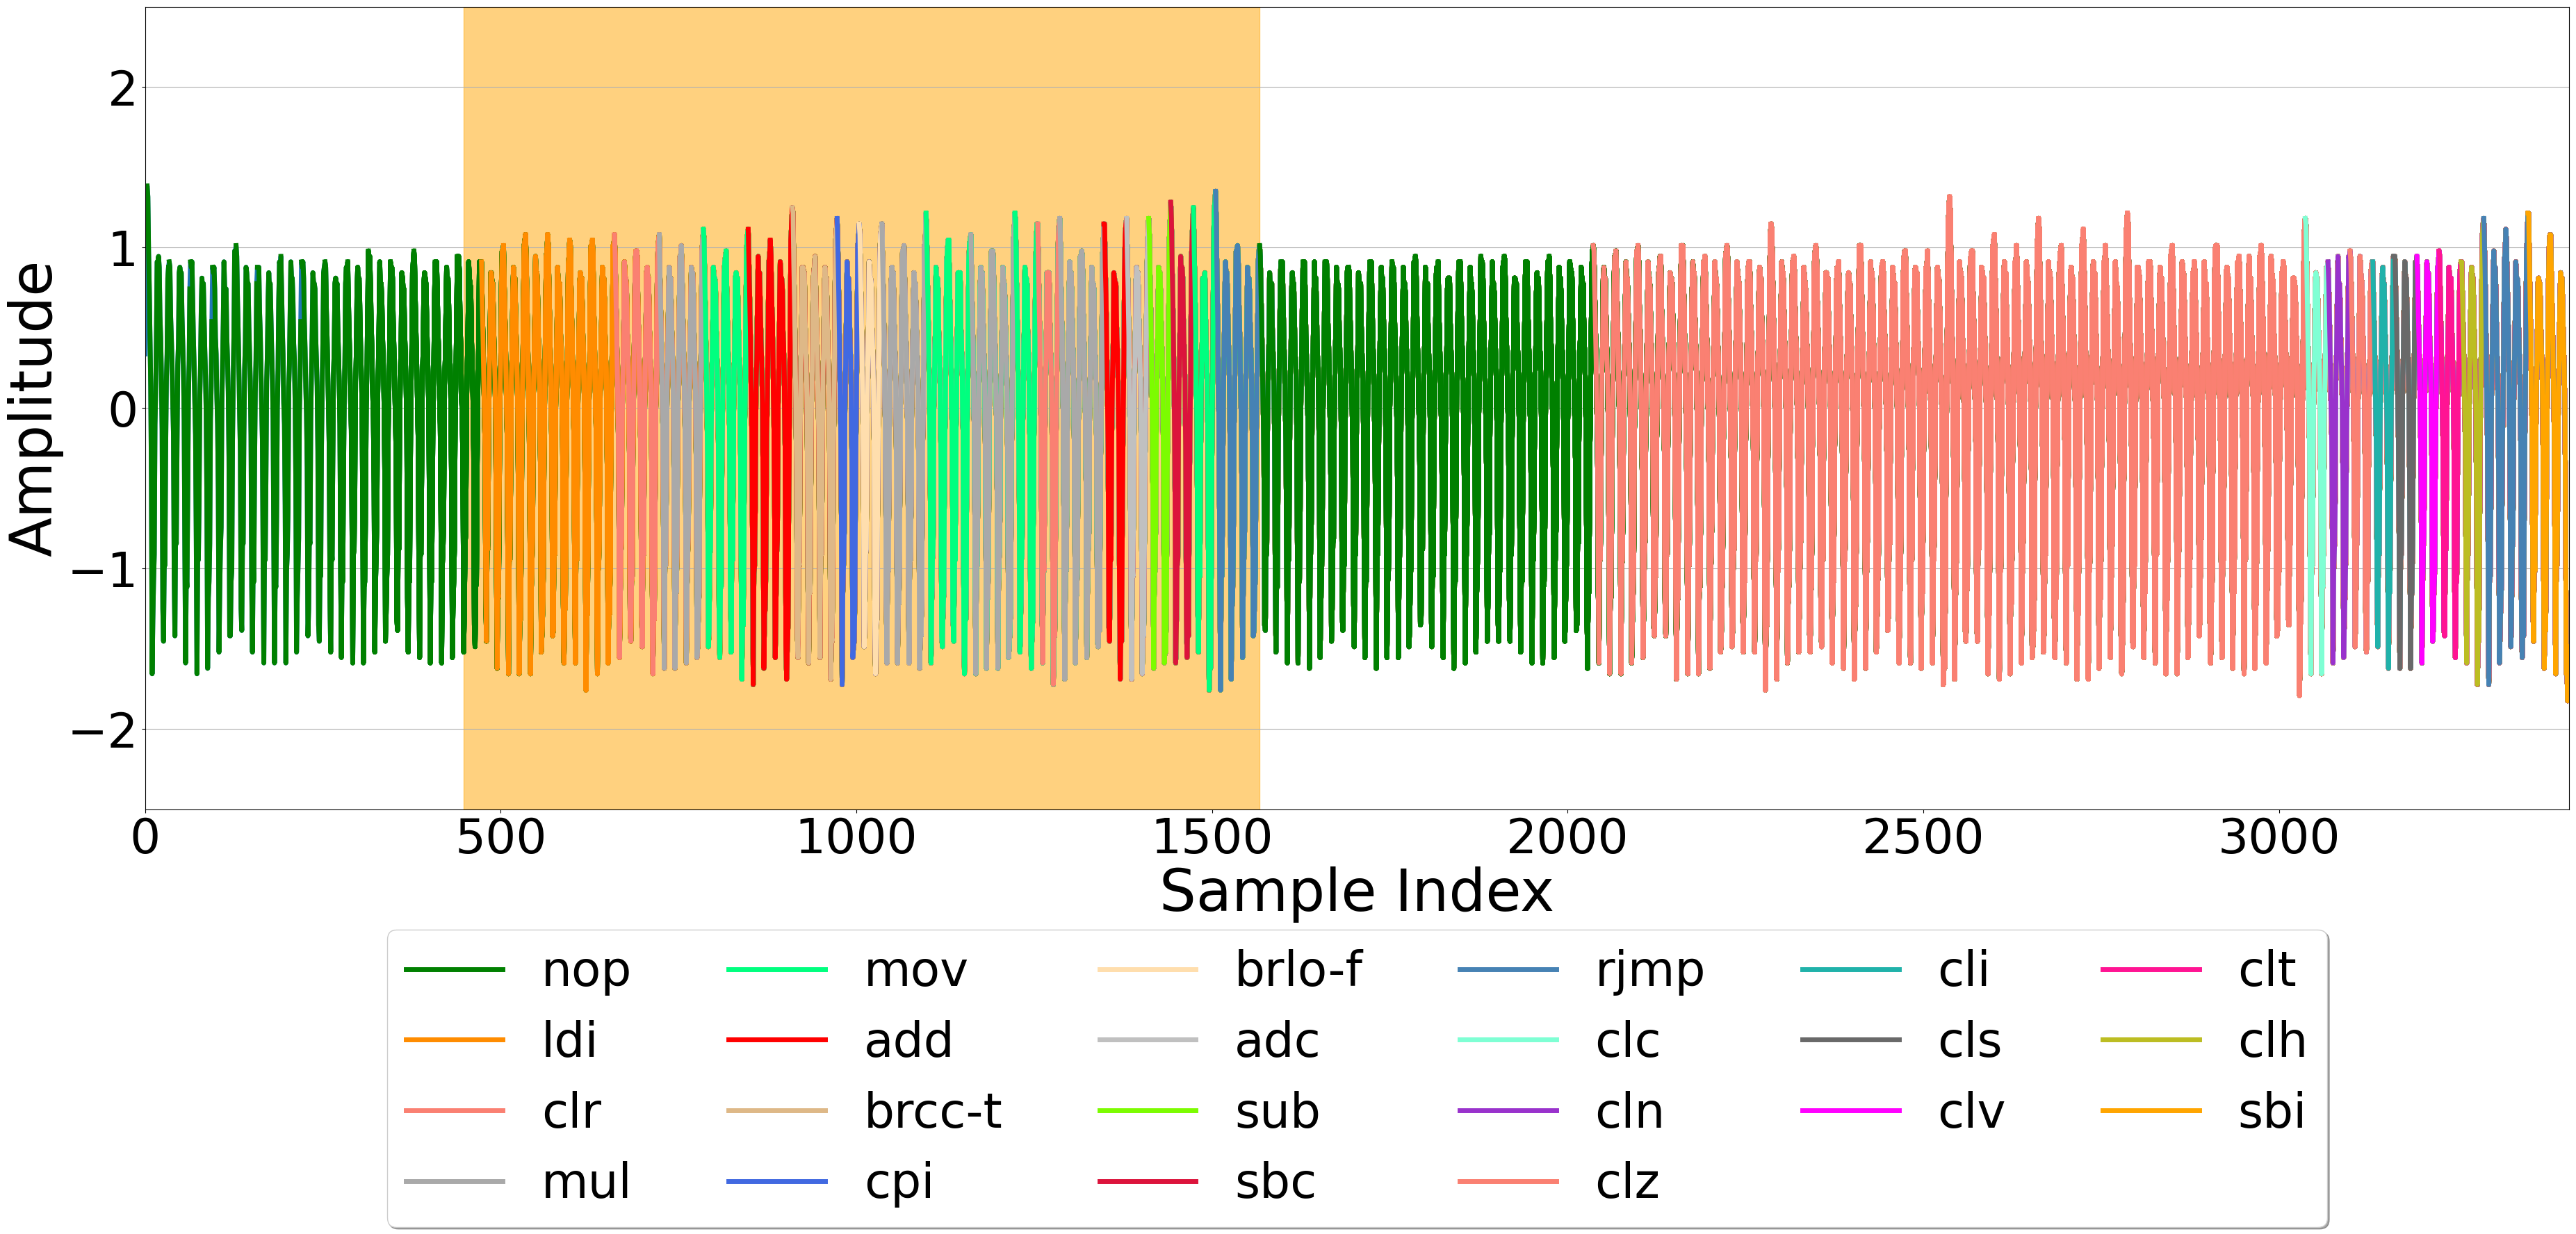 2
1
0
−1
−2
Amplitude
0 500 1000 1500 2000 2500 3000
Sample Index
nop mov brlo-f rjmp cli clt
ldi add adc clc cls clh
clr brcc-t sub cln clv sbi
mul cpi sbc clz